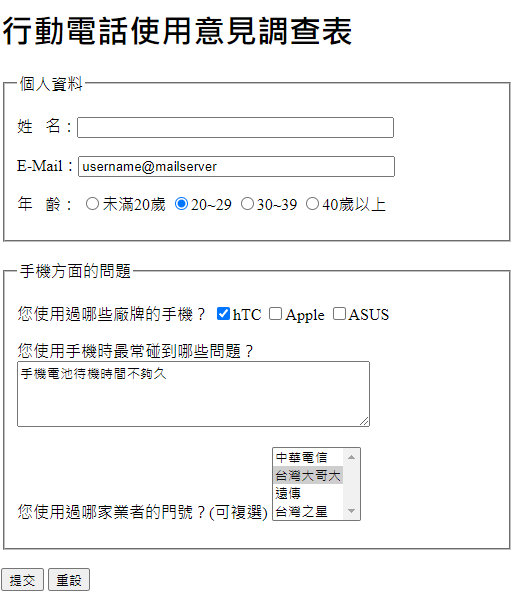 行動電話使用意見調查表
個人資料
姓 名：
E-Mail：username@mailserver
年 齡： 未滿20歲 20~29 30~39 40歲以上
手機方面的問題
您使用過哪些廠牌的手機？ hTC Apple ASUS
您使用手機時最常碰到哪些問題？
手機電池待機時間不夠久
中華電信
台灣大哥大
遠傳
您使用過哪家業者的門號？(可複選) 台灣之星
提交 重設